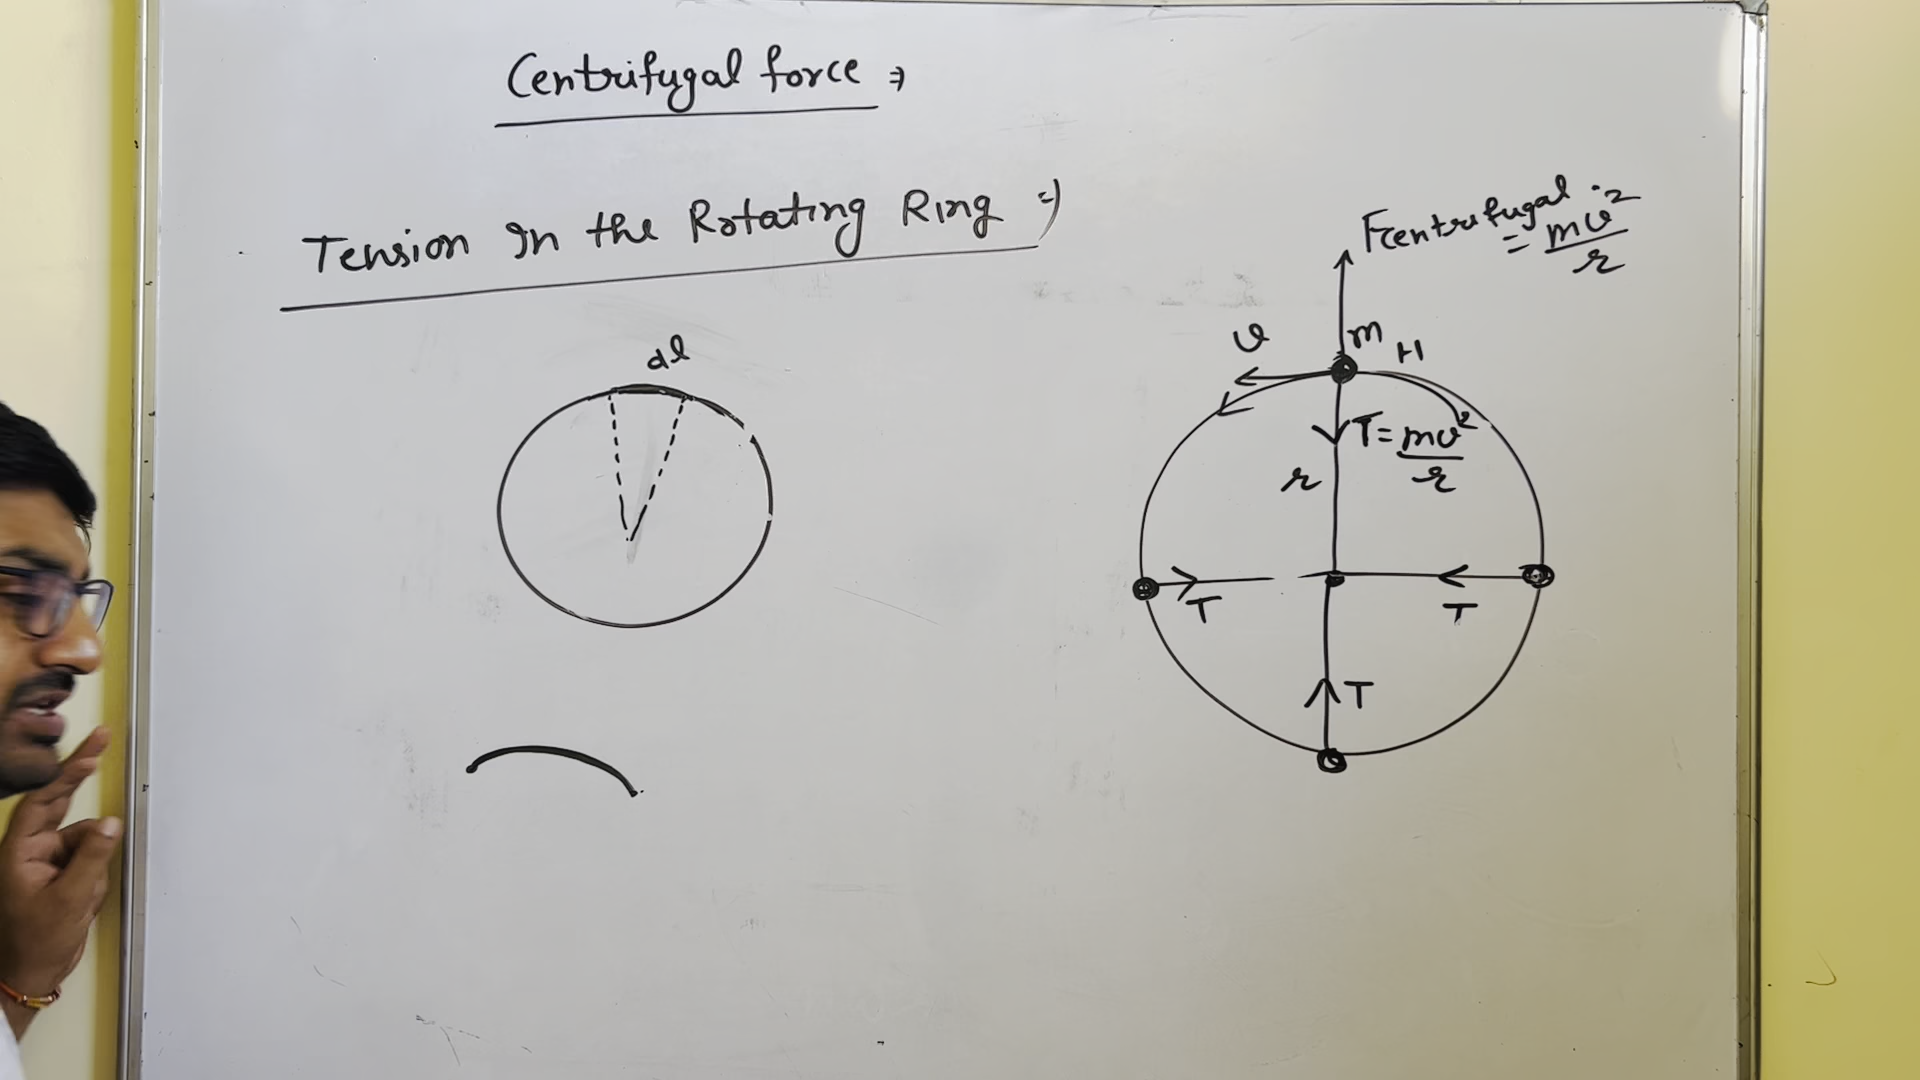 Centrifugal force ⇒
Tension In the Rotating Ring ⇒
dl
Fcentrifugal = mv²/r
v
m
H
T = mv²/r
r
T
T
T